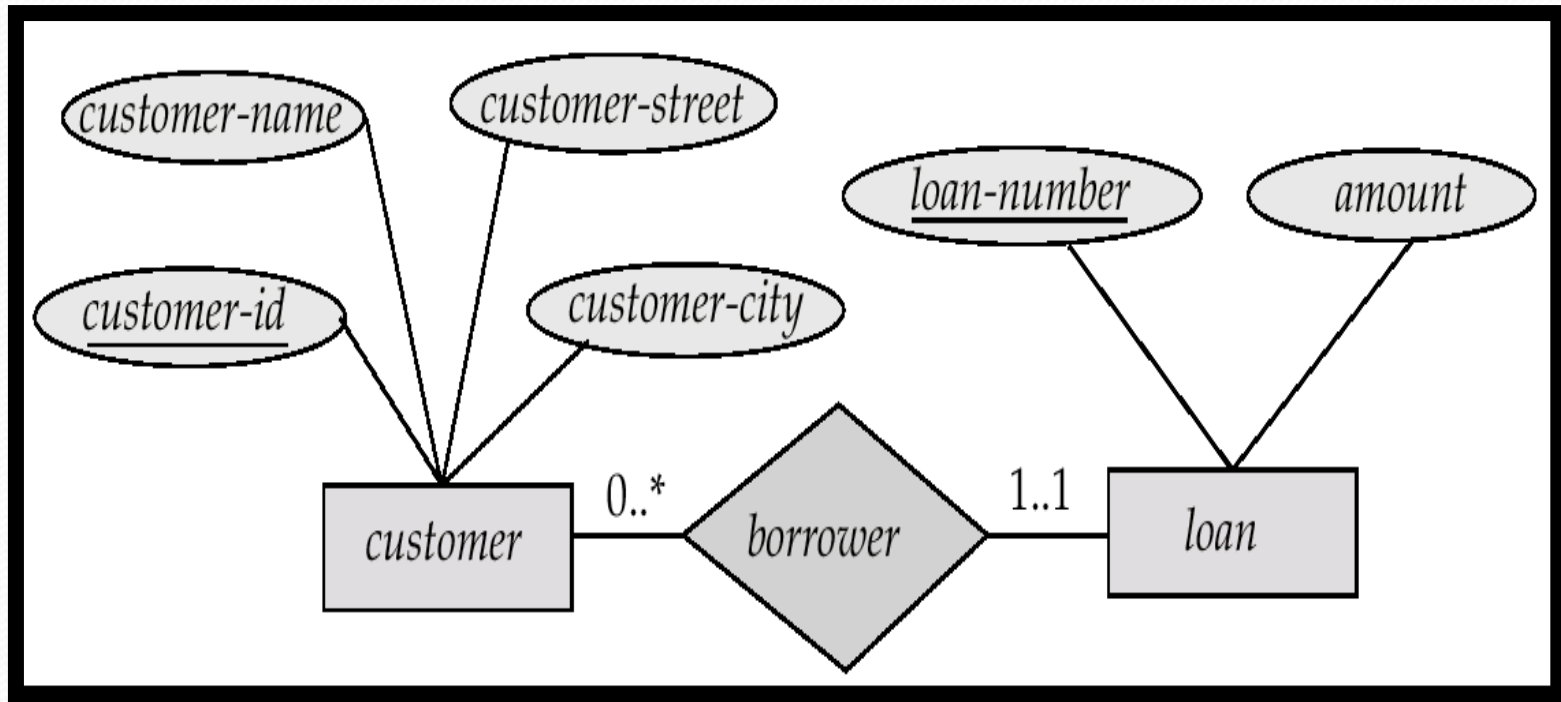 customer-name
customer-street
loan-number
amount
customer-id
customer-city
0..*
1..1
customer
borrower
loan